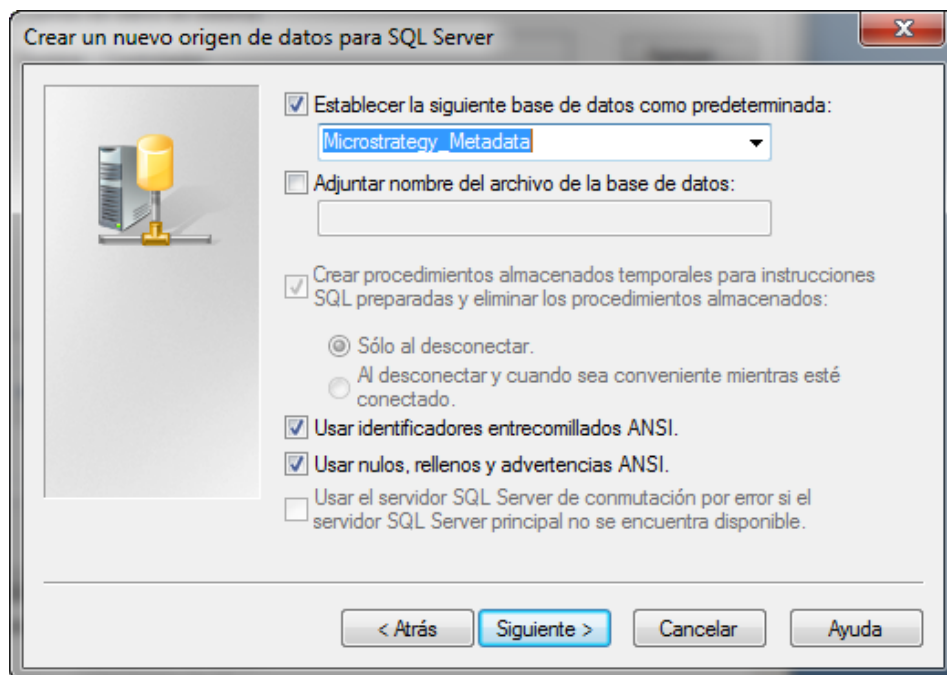 Crear un nuevo origen de datos para SQL Server
Establecer la siguiente base de datos como predeterminada:
Microstrategy_Metadata
Adjuntar nombre del archivo de la base de datos:
Crear procedimientos almacenados temporales para instrucciones
SQL preparadas y eliminar los procedimientos almacenados:
Sólo al desconectar.
Al desconectar y cuando sea conveniente mientras esté
conectado.
Usar identificadores entrecomillados ANSI.
Usar nulos, rellenos y advertencias ANSI.
Usar el servidor SQL Server de conmutación por error si el
servidor SQL Server principal no se encuentra disponible.
< Atrás Siguiente > Cancelar Ayuda